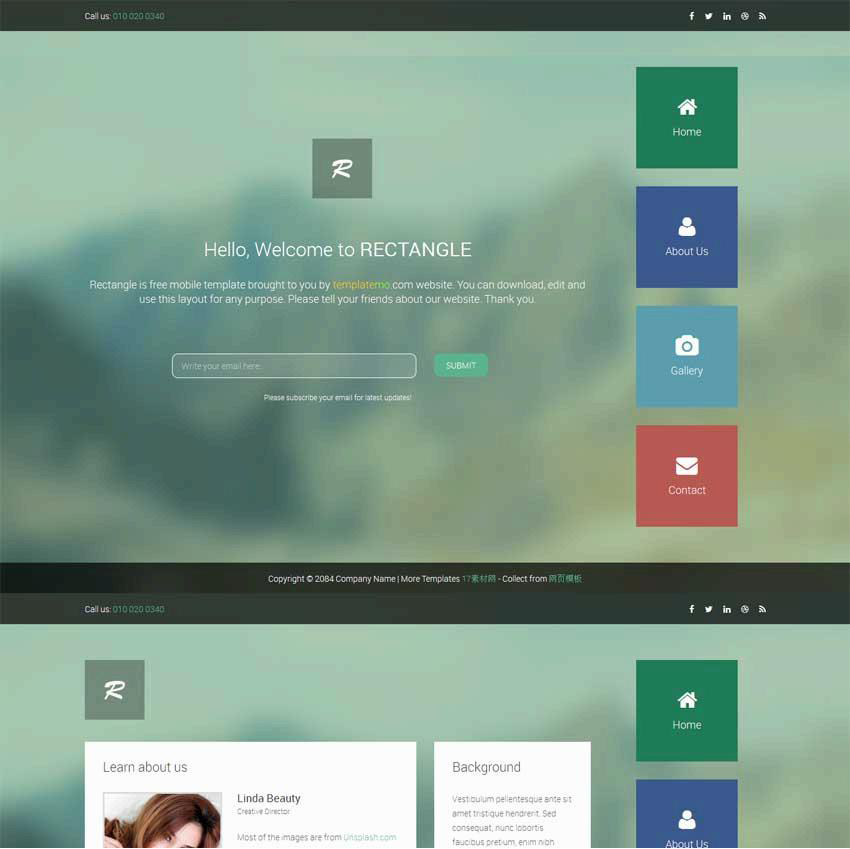 Call us: 010 020 0340
Home
R
About Us
Hello, Welcome to RECTANGLE
Rectangle is free mobile template brought to you by templatemo.com website. You can download, edit and
use this layout for any purpose. Please tell your friends about our website. Thank you.
Gallery
Write your email here..
SUBMIT
Please subscribe your email for latest updates!
Contact
Copyright © 2084 Company Name | More Templates 17素材网 - Collect from 网页模板
Call us: 010 020 0340
R
Home
Learn about us
Linda Beauty
Creative Director
Most of the images are from Unsplash.com
Background
Vestibulum pellentesque ante sit
amet tristique hendrerit. Sed
consequat, nunc lobortis
faucibus pretium, enim nibh
About Us